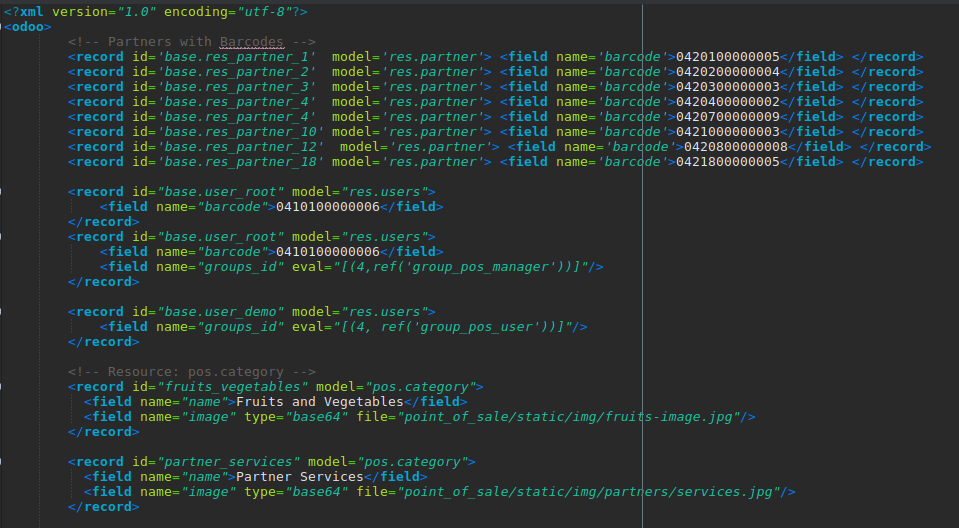 <?xml version="1.0" encoding="utf-8"?>
<odoo>
<!-- Partners with Barcodes -->
<record id='base.res_partner_1'  model='res.partner'> <field name='barcode'>0420100000005</field> </record>
<record id='base.res_partner_2'  model='res.partner'> <field name='barcode'>0420200000004</field> </record>
<record id='base.res_partner_3'  model='res.partner'> <field name='barcode'>0420300000003</field> </record>
<record id='base.res_partner_4'  model='res.partner'> <field name='barcode'>0420400000002</field> </record>
<record id='base.res_partner_4'  model='res.partner'> <field name='barcode'>0420700000009</field> </record>
<record id='base.res_partner_10' model='res.partner'> <field name='barcode'>0421000000003</field> </record>
<record id='base.res_partner_12'  model='res.partner'> <field name='barcode'>0420800000008</field> </record>
<record id='base.res_partner_18' model='res.partner'> <field name='barcode'>0421800000005</field> </record>
<record id="base.user_root" model="res.users">
<field name="barcode">0410100000006</field>
</record>
<record id="base.user_root" model="res.users">
<field name="barcode">0410100000006</field>
<field name="groups_id" eval="[(4,ref('group_pos_manager'))]"/>
</record>
<record id="base.user_demo" model="res.users">
<field name="groups_id" eval="[(4, ref('group_pos_user'))]"/>
</record>
<!-- Resource: pos.category -->
<record id="fruits_vegetables" model="pos.category">
<field name="name">Fruits and Vegetables</field>
<field name="image" type="base64" file="point_of_sale/static/img/fruits-image.jpg"/>
</record>
<record id="partner_services" model="pos.category">
<field name="name">Partner Services</field>
<field name="image" type="base64" file="point_of_sale/static/img/partners/services.jpg"/>
</record>